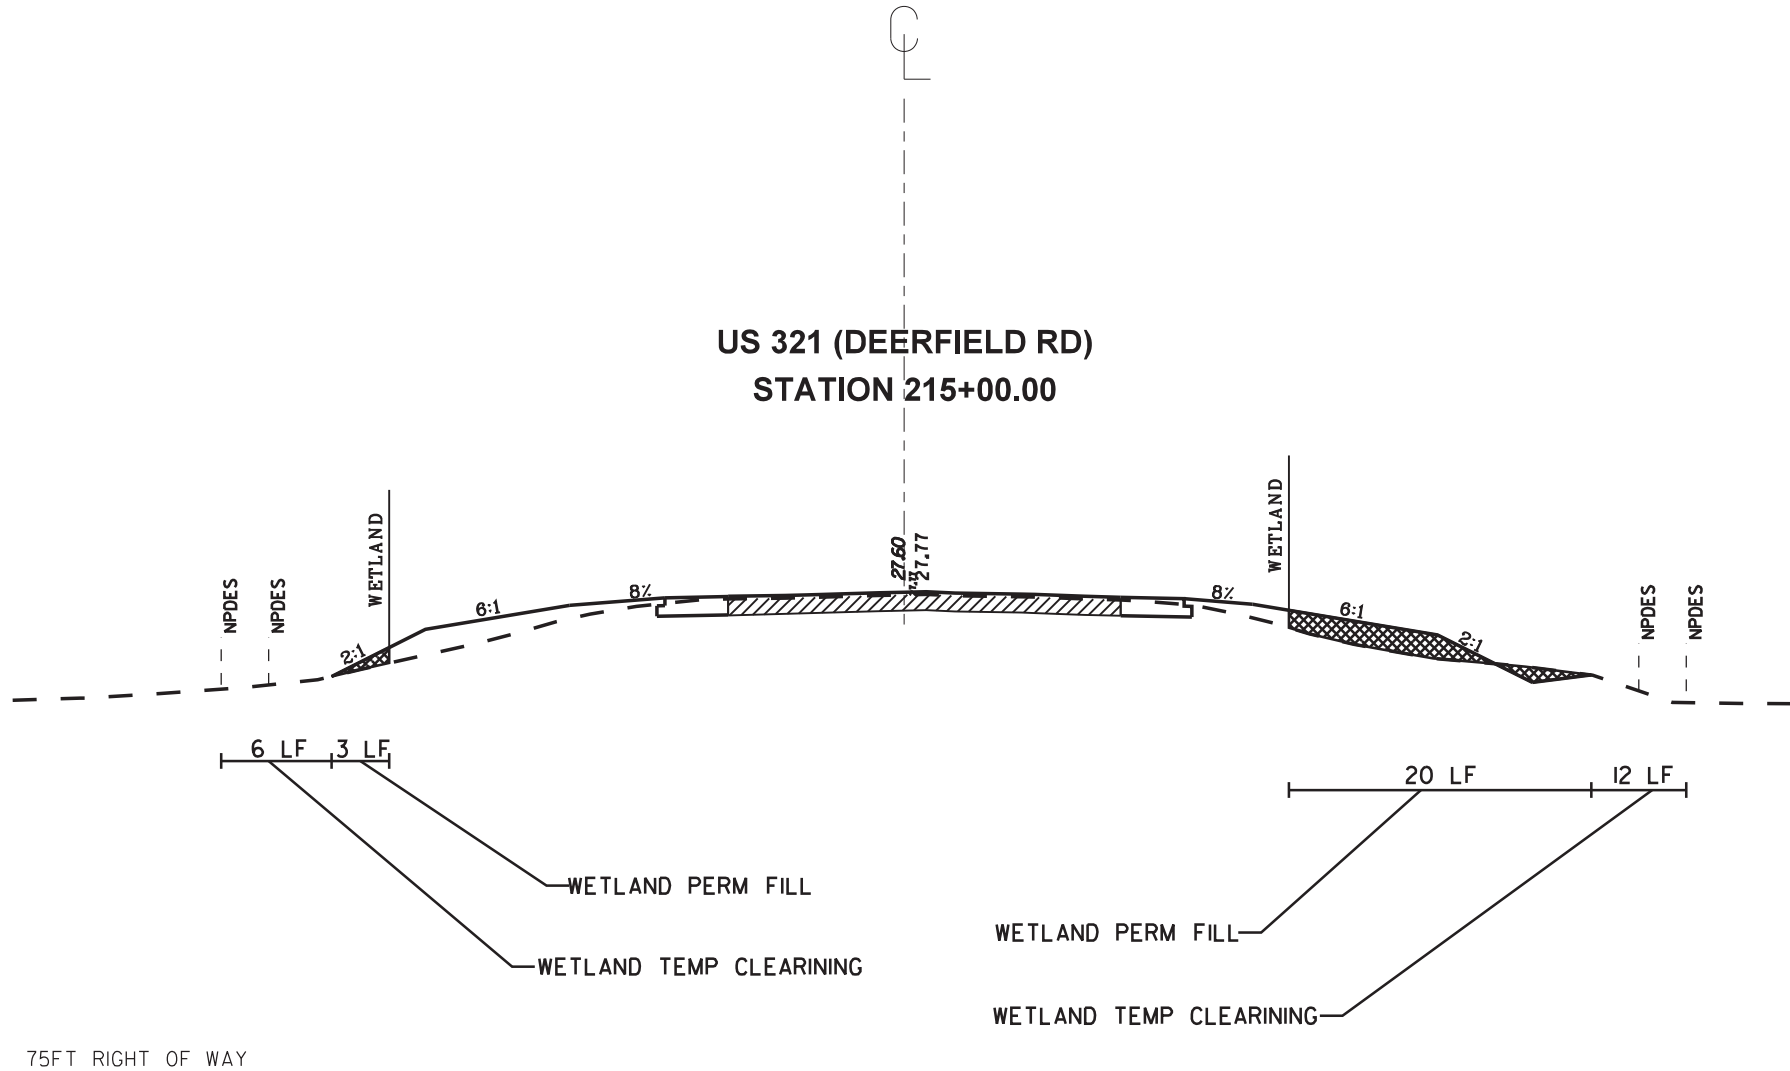 CL
US 321 (DEERFIELD RD)
STATION 215+00.00
27.60
27.77
WETLAND
WETLAND
NPDES
NPDES
NPDES
NPDES
2:1
6:1
8%
8%
6:1
2:1
6 LF
3 LF
20 LF
12 LF
WETLAND PERM FILL
WETLAND TEMP CLEARINING
WETLAND PERM FILL
WETLAND TEMP CLEARINING
75FT RIGHT OF WAY